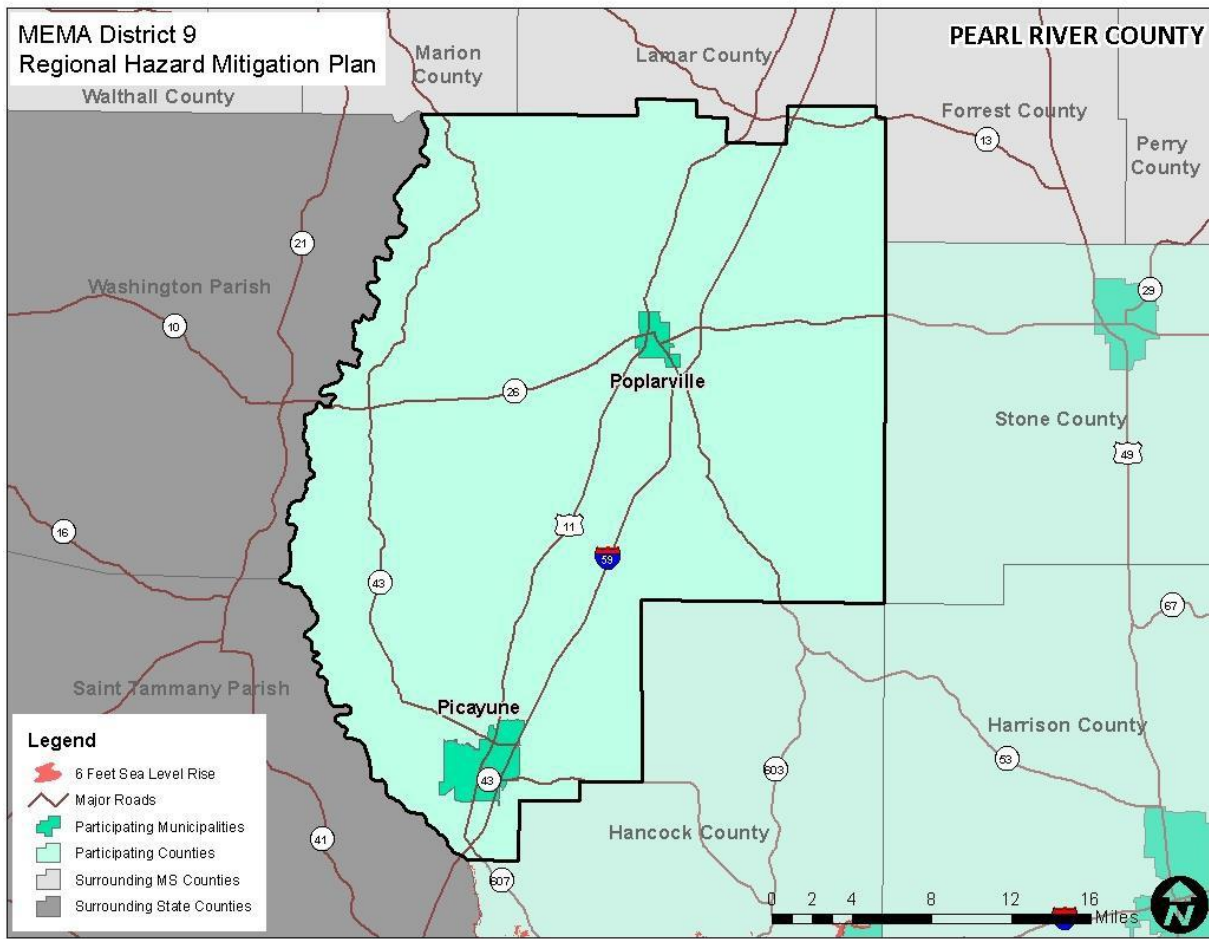 MEMA District 9
Regional Hazard Mitigation Plan
PEARL RIVER COUNTY
Marion
County
Lamar County
Walthall County
Forrest County
13
Perry
County
21
Washington Parish
10
29
26
Poplarville
Stone County
49
16
11
59
43
67
Saint Tammany Parish
Picayune
Harrison County
43
603
53
Hancock County
41
607
Legend
6 Feet Sea Level Rise
Major Roads
Participating Municipalities
Participating Counties
Surrounding MS Counties
Surrounding State Counties
0 2 4 8 12 16
Miles
N